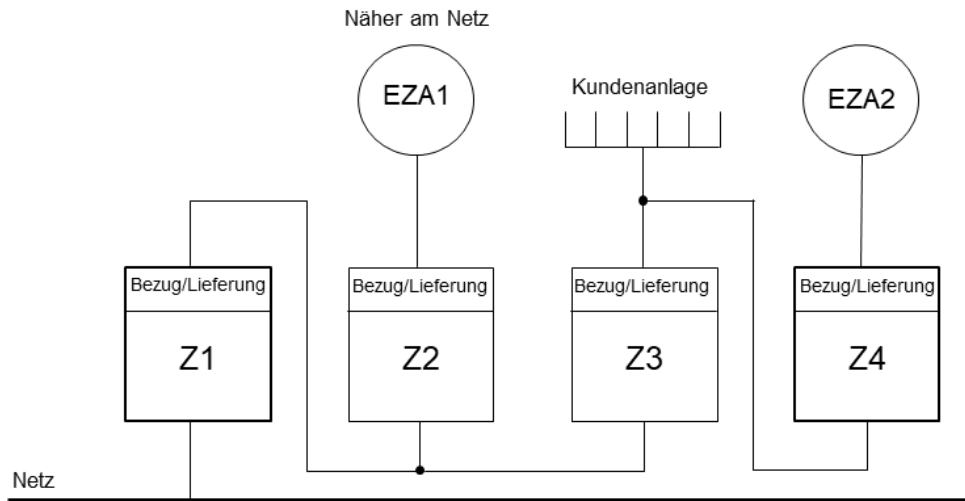 Näher am Netz
EZA1
Kundenanlage
EZA2
Bezug/Lieferung
Z1
Bezug/Lieferung
Z2
Bezug/Lieferung
Z3
Bezug/Lieferung
Z4
Netz